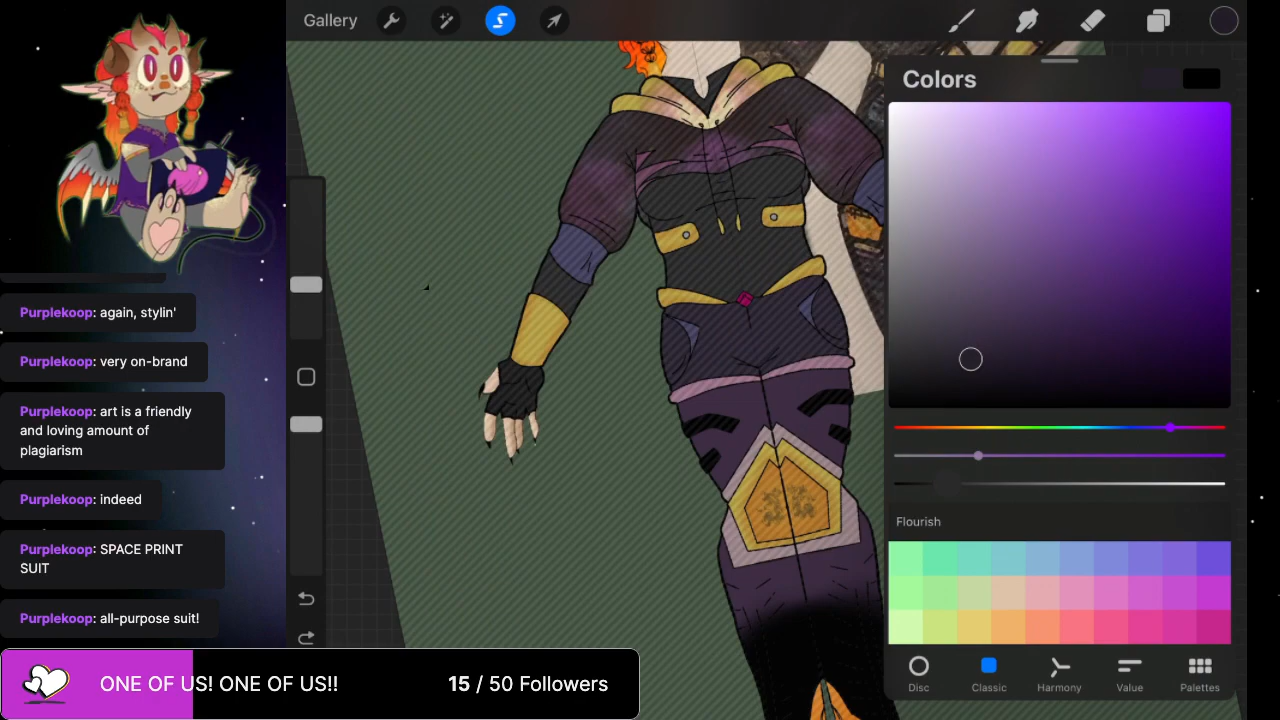 Gallery
Colors
Purplekoop: again, stylin'
Purplekoop: very on-brand
Purplekoop: art is a friendly
and loving amount of
plagiarism
Purplekoop: indeed
Purplekoop: SPACE PRINT
SUIT
Purplekoop: all-purpose suit!
Flourish
Disc
Classic
Harmony
Value
Palettes
ONE OF US! ONE OF US!!
15 / 50 Followers